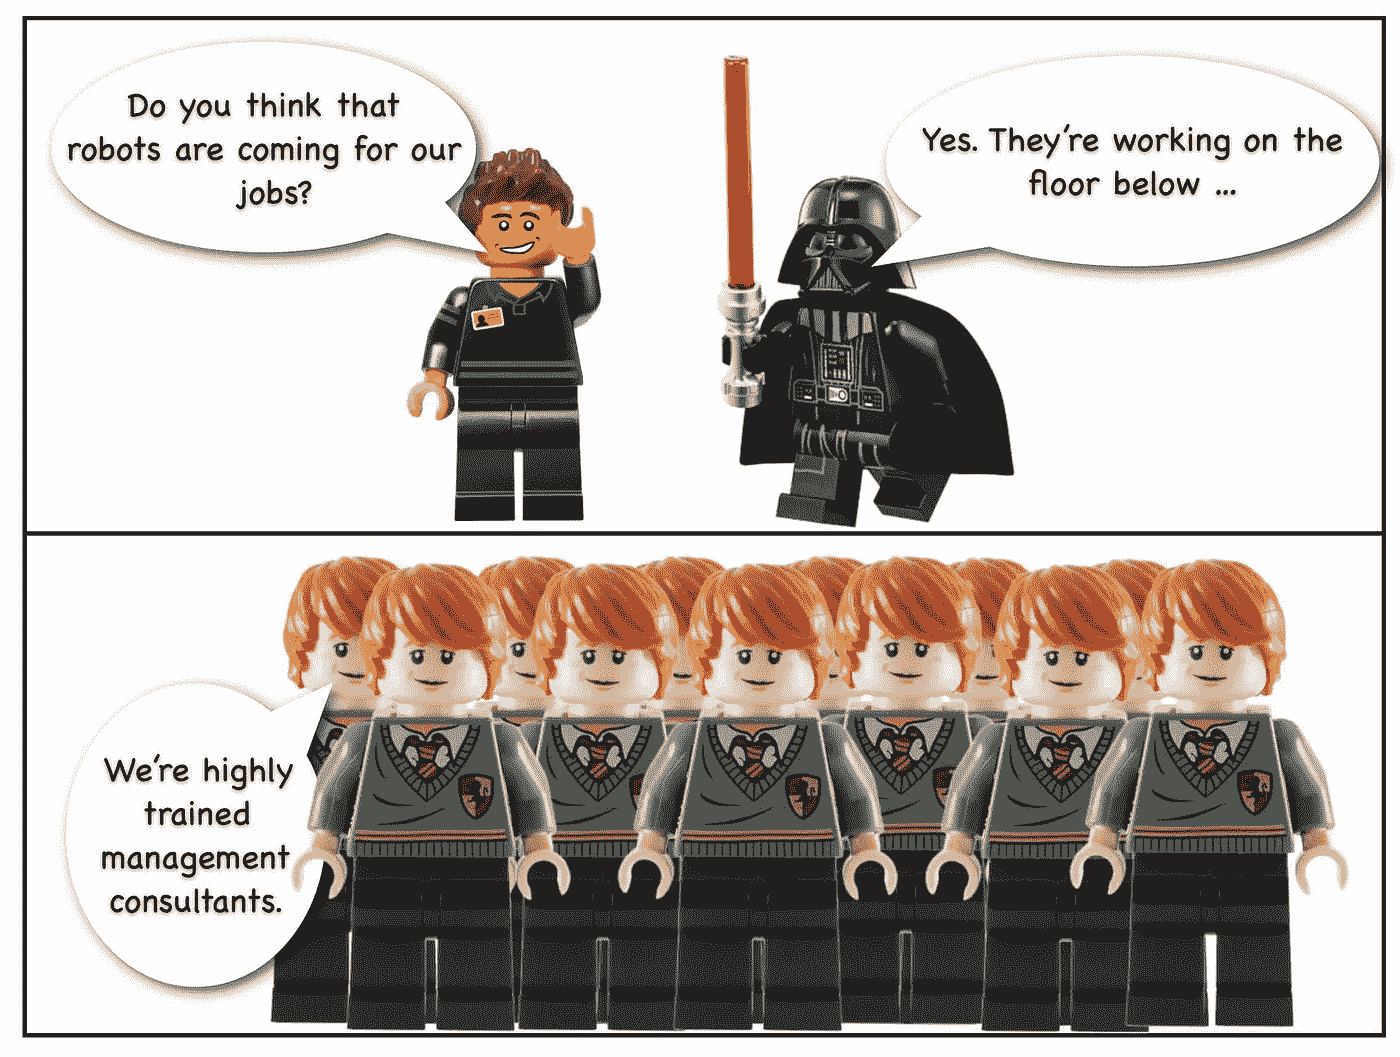 Do you think that
robots are coming for our
jobs?
Yes. They're working on the
floor below ...
We're highly
trained
management
consultants.